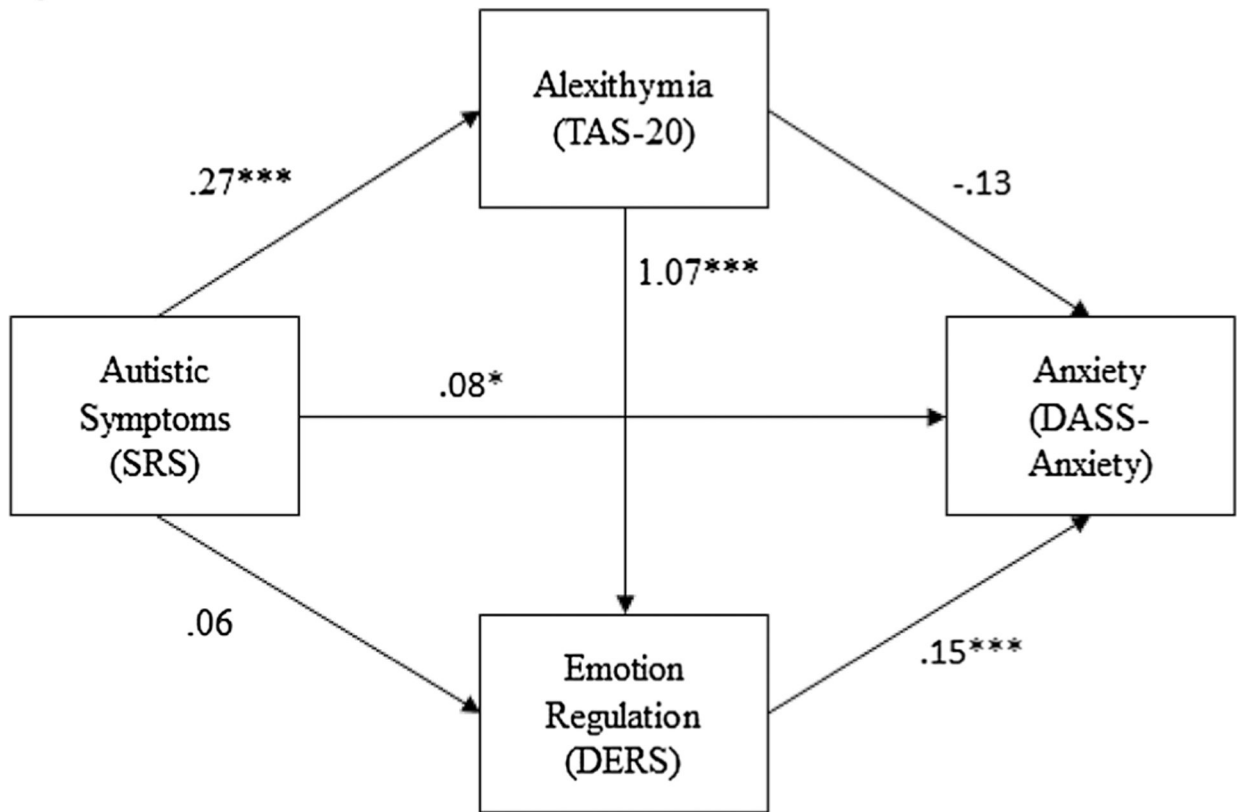 Alexithymia
(TAS-20)
.27***
-.13
1.07***
Autistic
Symptoms
(SRS)
.08*
Anxiety
(DASS-
Anxiety)
.06
.15***
Emotion
Regulation
(DERS)